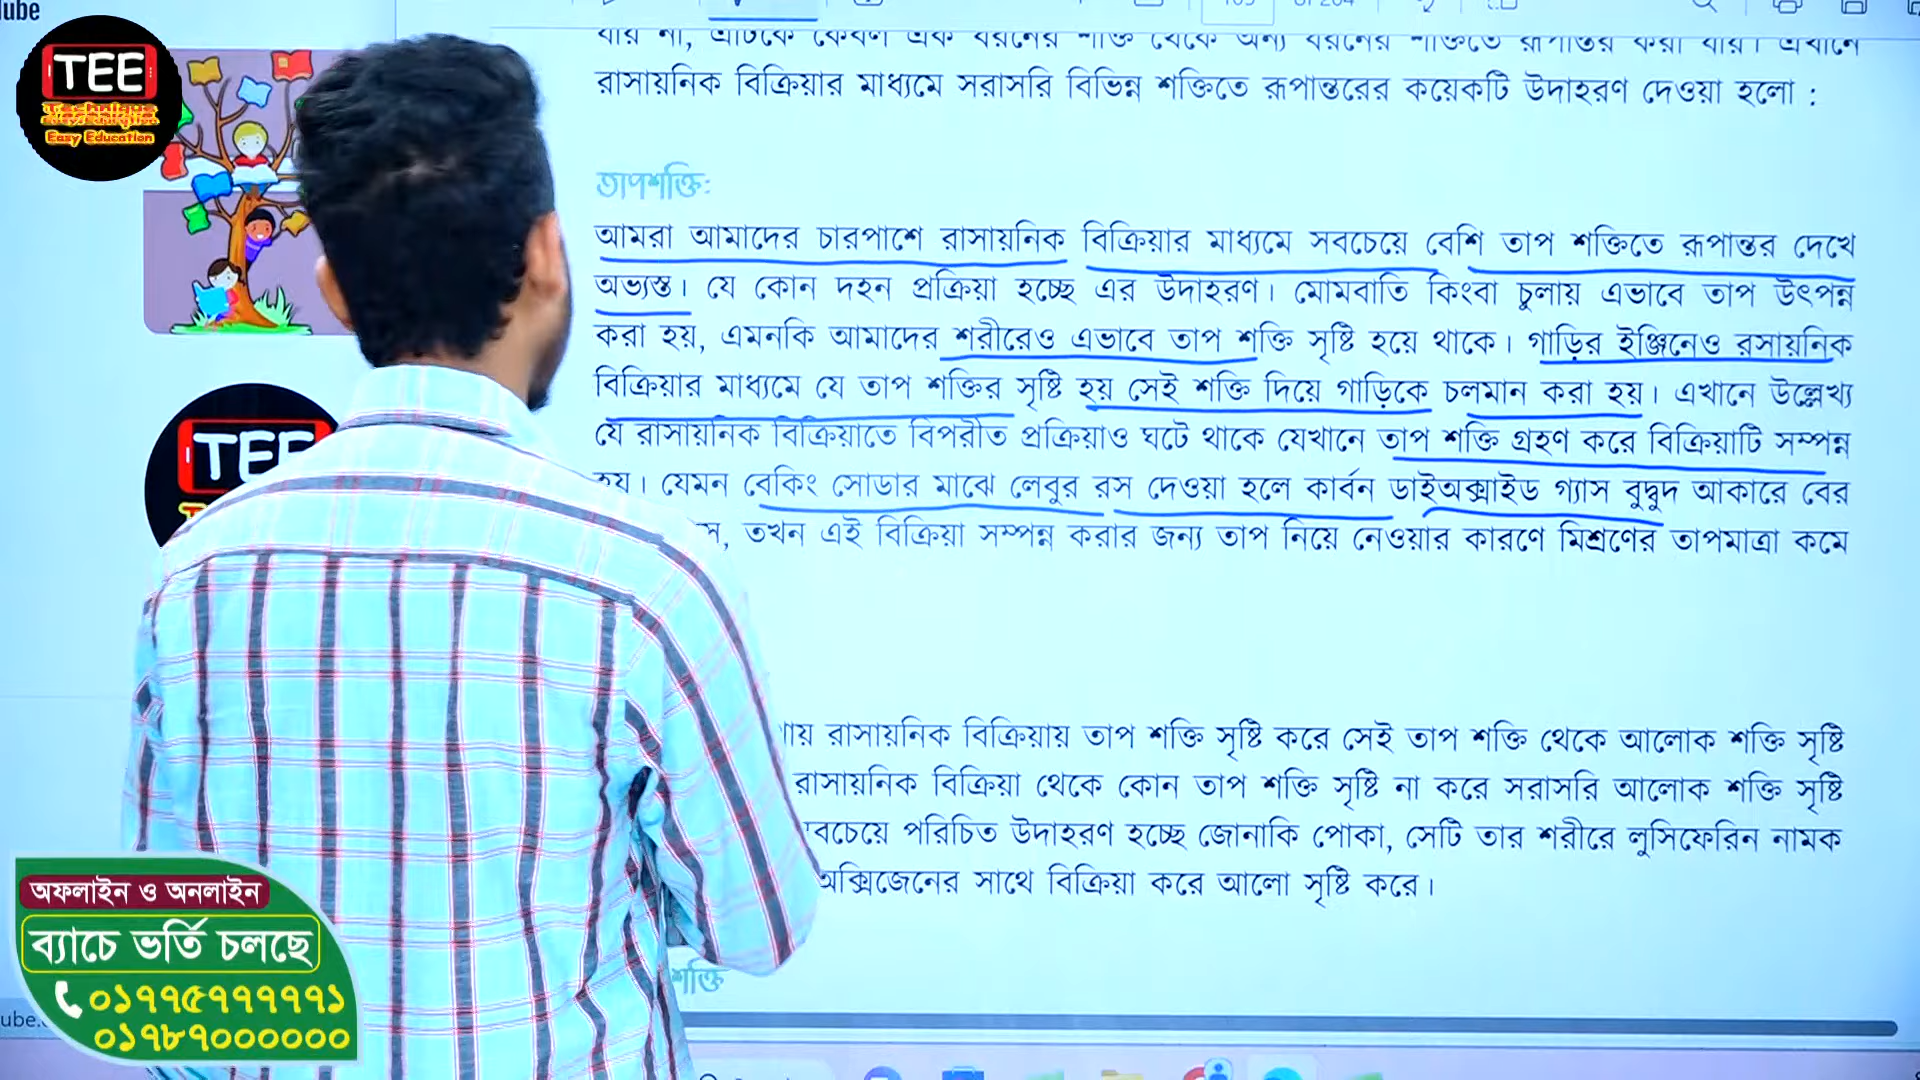 ube
TEE
Technique
Easy Education
রাসায়নিক বিক্রিয়ার মাধ্যমে সরাসরি বিভিন্ন শক্তিতে রূপান্তরের কয়েকটি উদাহরণ দেওয়া হলো :
তাপশক্তি:
আমরা আমাদের চারপাশে রাসায়নিক বিক্রিয়ার মাধ্যমে সবচেয়ে বেশি তাপ শক্তিতে রূপান্তর দেখে
অভ্যস্ত। যে কোন দহন প্রক্রিয়া হচ্ছে এর উদাহরণ। মোমবাতি কিংবা চুলায় এভাবে তাপ উৎপন্ন
করা হয়, এমনকি আমাদের শরীরেও এভাবে তাপ শক্তি সৃষ্টি হয়ে থাকে। গাড়ির ইঞ্জিনেও রসায়নিক
বিক্রিয়ার মাধ্যমে যে তাপ শক্তির সৃষ্টি হয় সেই শক্তি দিয়ে গাড়িকে চলমান করা হয়। এখানে উল্লেখ্য
যে রাসায়নিক বিক্রিয়াতে বিপরীত প্রক্রিয়াও ঘটে থাকে যেখানে তাপ শক্তি গ্রহণ করে বিক্রিয়াটি সম্পন্ন
হয়। যেমন বেকিং সোডার মাঝে লেবুর রস দেওয়া হলে কার্বন ডাইঅক্সাইড গ্যাস বুদ্বুদ আকারে বের
তখন এই বিক্রিয়া সম্পন্ন করার জন্য তাপ নিয়ে নেওয়ার কারণে মিশ্রণের তাপমাত্রা কমে
TEE
রাসায়নিক বিক্রিয়ায় তাপ শক্তি সৃষ্টি করে সেই তাপ শক্তি থেকে আলোক শক্তি সৃষ্টি
রাসায়নিক বিক্রিয়া থেকে কোন তাপ শক্তি সৃষ্টি না করে সরাসরি আলোক শক্তি সৃষ্টি
পরিচিত উদাহরণ হচ্ছে জোনাকি পোকা, সেটি তার শরীরে লুসিফেরিন নামক
অক্সিজেনের সাথে বিক্রিয়া করে আলো সৃষ্টি করে।
শক্তি
অফলাইন ও অনলাইন
ব্যাচে ভর্তি চলছে
০১৭৭৫৭৭৭৭৭১
০১৭৮৭০০০০০০